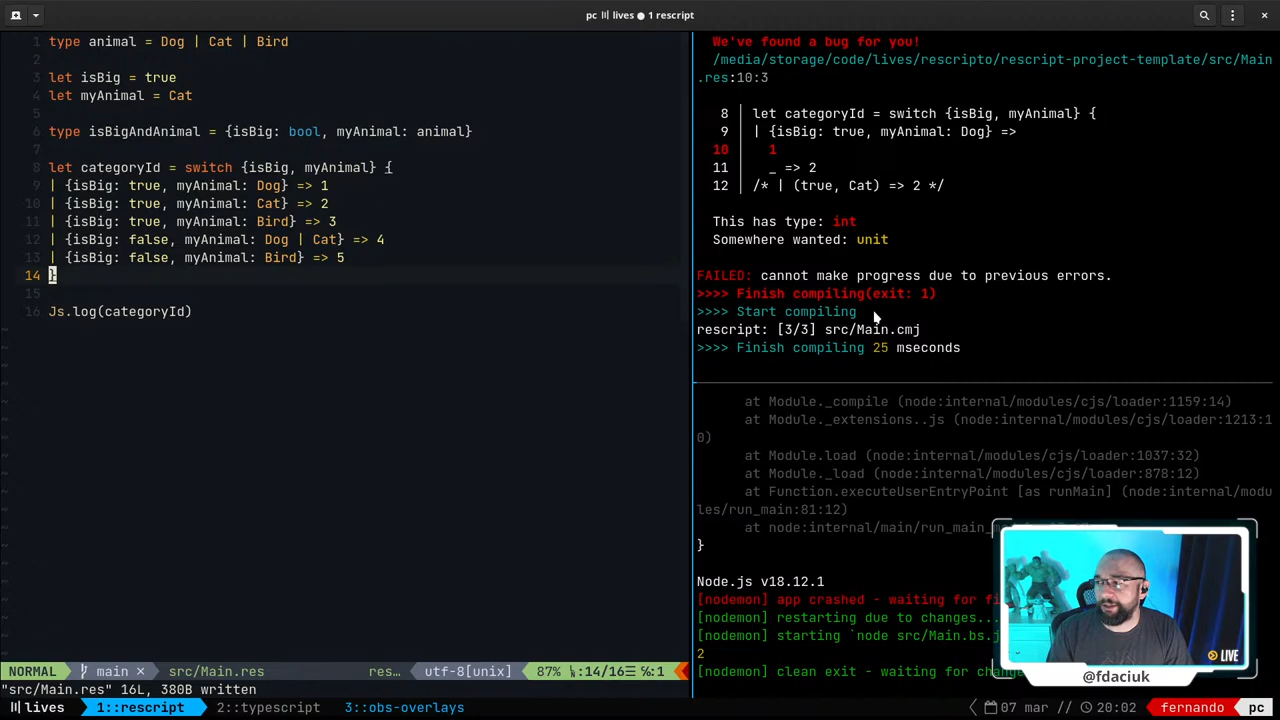 pc lives ● 1 rescript
1 type animal = Dog | Cat | Bird
2
3 let isBig = true
4 let myAnimal = Cat
5
6 type isBigAndAnimal = {isBig: bool, myAnimal: animal}
7
8 let categoryId = switch {isBig, myAnimal} {
9 | {isBig: true, myAnimal: Dog} => 1
10 | {isBig: true, myAnimal: Cat} => 2
11 | {isBig: true, myAnimal: Bird} => 3
12 | {isBig: false, myAnimal: Dog | Cat} => 4
13 | {isBig: false, myAnimal: Bird} => 5
14 }
15
16 Js.log(categoryId)
NORMAL main × src/Main.res res… utf-8[unix] 87% :14/16☰ :1
"src/Main.res" 16L, 380B written
We've found a bug for you!
/media/storage/code/lives/rescripto/rescript-project-template/src/Main
.res:10:3
8 │ let categoryId = switch {isBig, myAnimal} {
9 │ | {isBig: true, myAnimal: Dog} =>
10 │ 1
11 │ _ => 2
12 │ /* | (true, Cat) => 2 */
This has type: int
Somewhere wanted: unit
FAILED: cannot make progress due to previous errors.
>>>> Finish compiling(exit: 1)
>>>> Start compiling
rescript: [3/3] src/Main.cmj
>>>> Finish compiling 25 mseconds
at Module._compile (node:internal/modules/cjs/loader:1159:14)
at Module._extensions..js (node:internal/modules/cjs/loader:1213:1
0)
at Module.load (node:internal/modules/cjs/loader:1037:32)
at Module._load (node:internal/modules/cjs/loader:878:12)
at Function.executeUserEntryPoint [as runMain] (node:internal/modu
les/run_main:81:12)
at node:internal/main/run_main_
}
Node.js v18.12.1
[nodemon] app crashed - waiting for
[nodemon] restarting due to changes..
[nodemon] starting `node src/Main.bs.j
2
[nodemon] clean exit - waiting for
LIVE
@fdaciuk
lives 1::rescript 2::typescript 3::obs-overlays 07 mar // 20:02 fernando pc